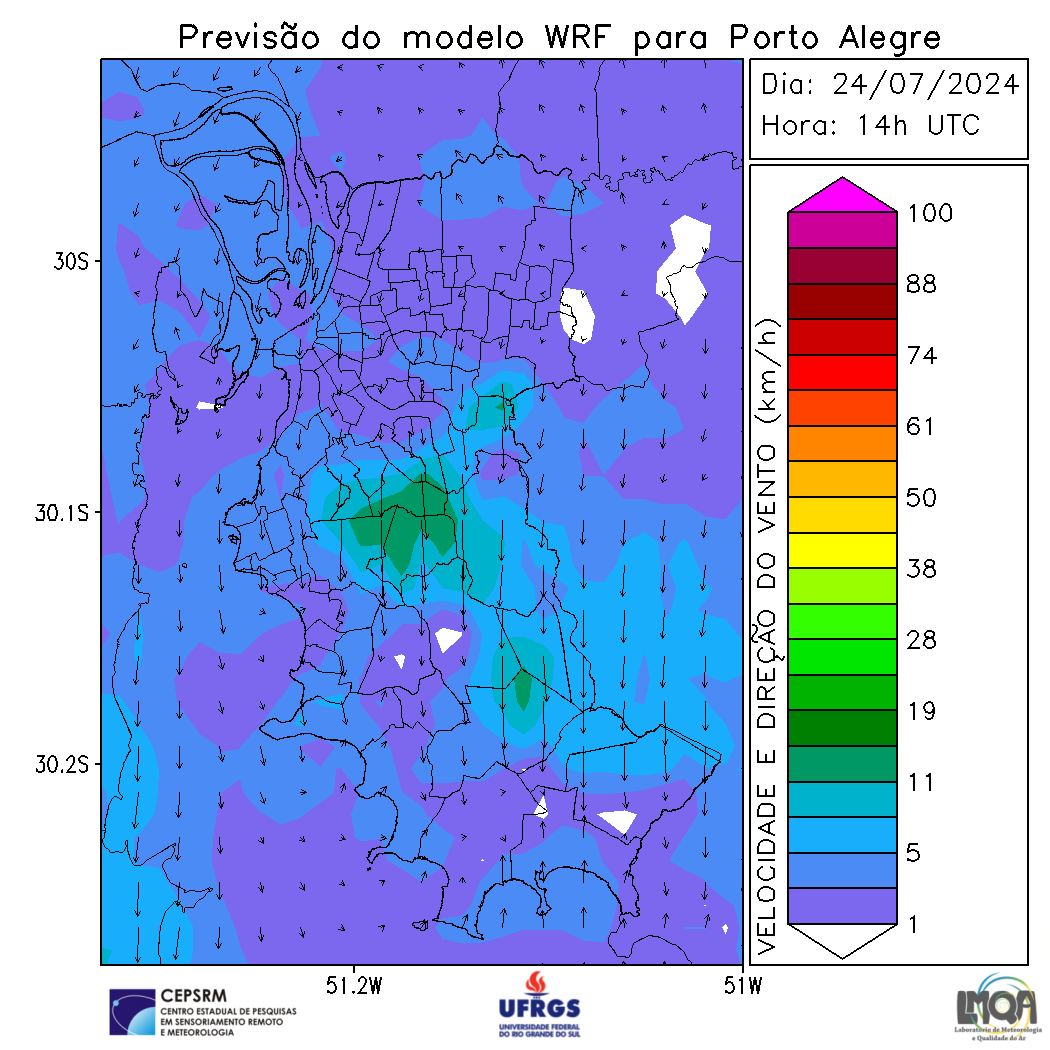 Previsão do modelo WRF para Porto Alegre
Dia: 24/07/2024
Hora: 14h UTC
30S
30.1S
30.2S
51.2W
51W
VELOCIDADE E DIREÇÃO DO VENTO (km/h)
100
88
74
61
50
38
28
19
11
5
1
CEPSRM
CENTRO ESTADUAL DE PESQUISAS
EM SENSORIAMENTO REMOTO
E METEOROLOGIA
UFRGS
UNIVERSIDADE FEDERAL
DO RIO GRANDE DO SUL
LMQA
Laboratório de Meteorologia
e Qualidade do Ar